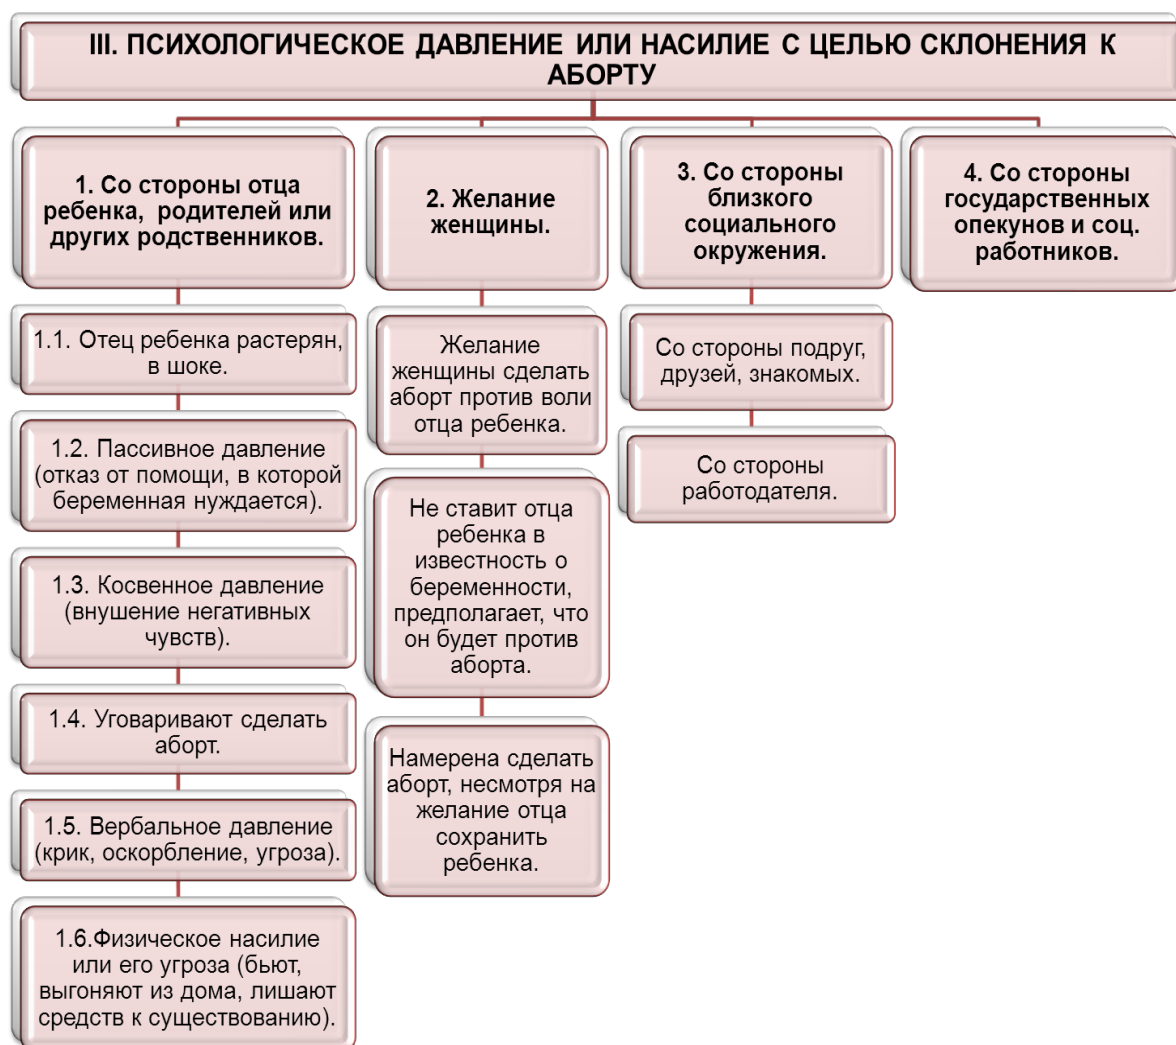 III. ПСИХОЛОГИЧЕСКОЕ ДАВЛЕНИЕ ИЛИ НАСИЛИЕ С ЦЕЛЬЮ СКЛОНЕНИЯ К
АБОРТУ
1. Со стороны отца
ребенка, родителей или
других родственников.
1.1. Отец ребенка растерян,
в шоке.
1.2. Пассивное давление
(отказ от помощи, в которой
беременная нуждается).
1.3. Косвенное давление
(внушение негативных
чувств).
1.4. Уговаривают сделать
аборт.
1.5. Вербальное давление
(крик, оскорбление, угроза).
1.6.Физическое насилие
или его угроза (бьют,
выгоняют из дома, лишают
средств к существованию).
2. Желание
женщины.
Желание
женщины сделать
аборт против воли
отца ребенка.
Не ставит отца
ребенка в
известность о
беременности,
предполагает, что
он будет против
аборта.
Намерена сделать
аборт, несмотря на
желание отца
сохранить
ребенка.
3. Со стороны
близкого
социального
окружения.
Со стороны подруг,
друзей, знакомых.
Со стороны
работодателя.
4. Со стороны
государственных
опекунов и соц.
работников.